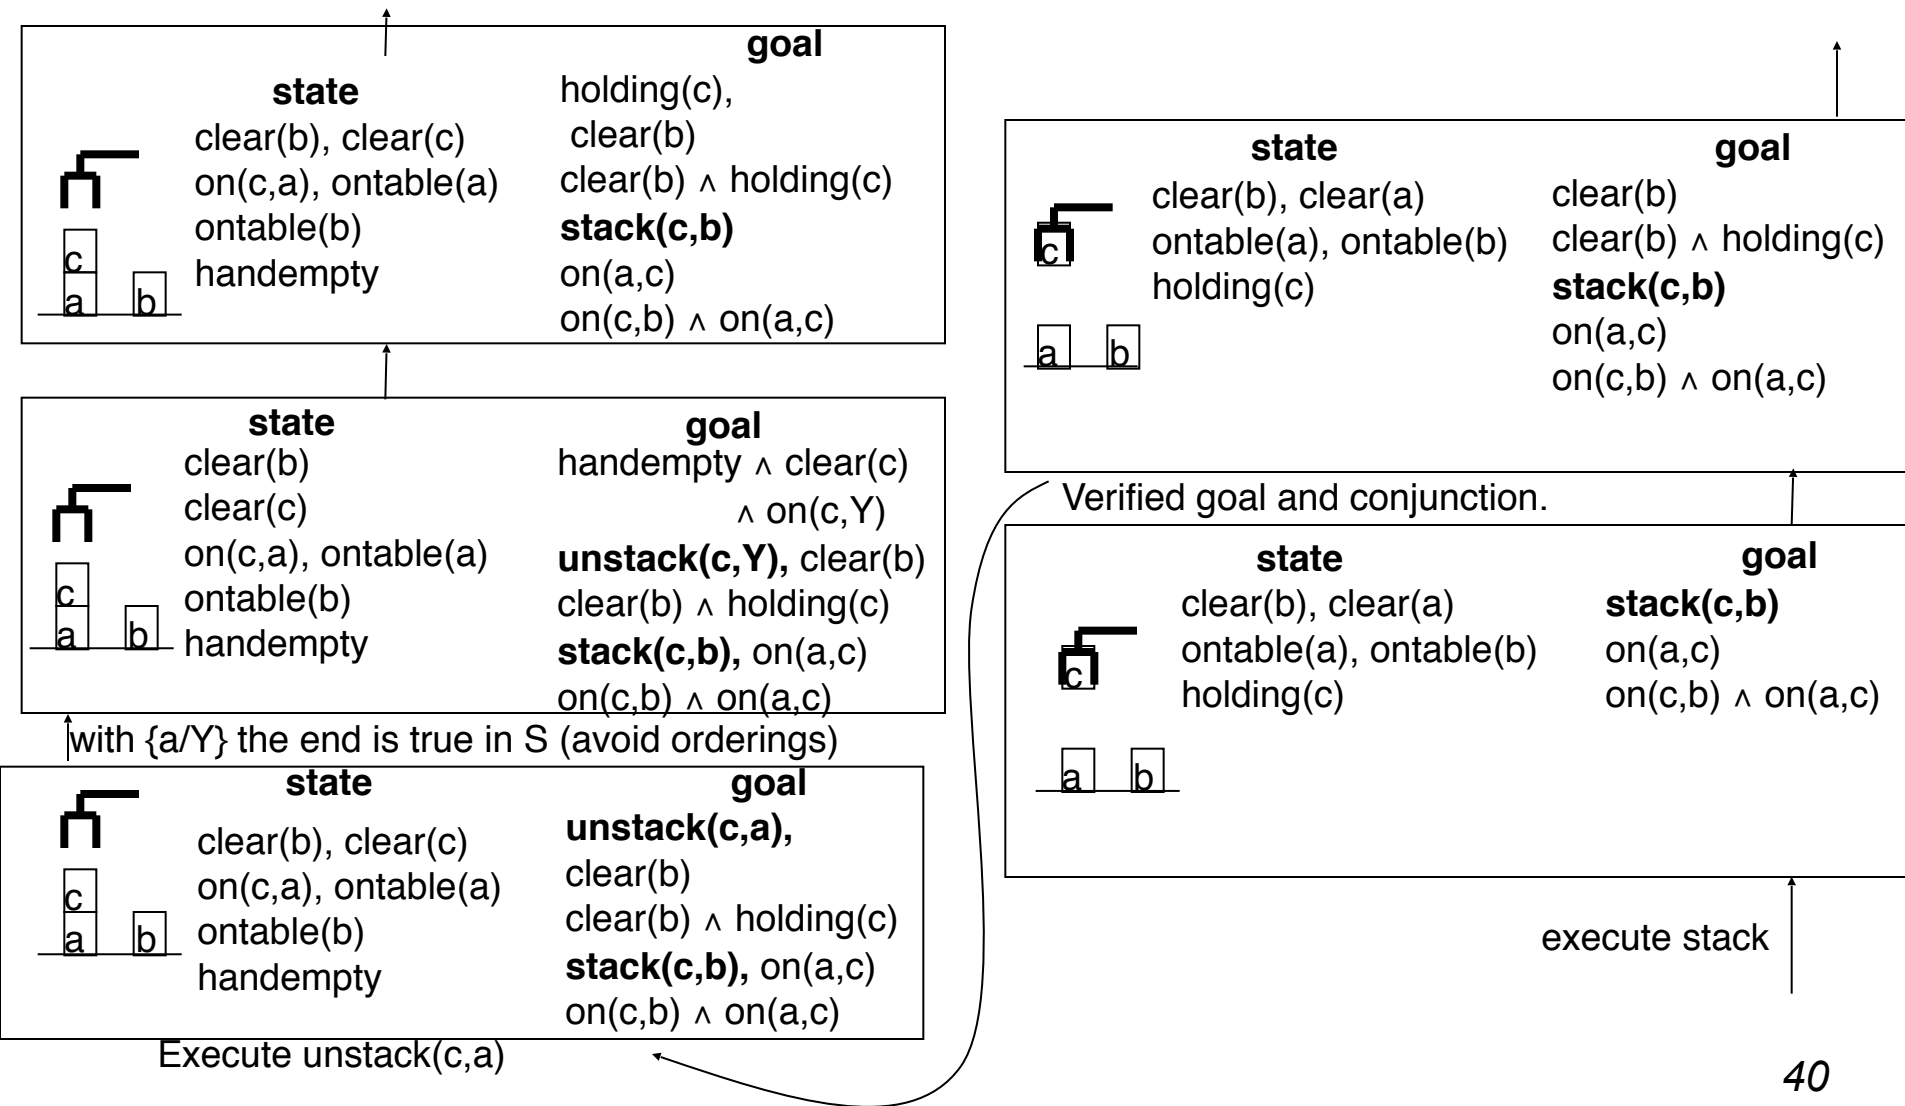 goal
state
holding(c),
clear(b)
clear(b), clear(c)
on(c,a), ontable(a)
clear(b) ∧ holding(c)
ontable(b)
stack(c,b)
handempty
on(a,c)
on(c,b) ∧ on(a,c)
c
a b
state
goal
clear(b)
handempty ∧ clear(c)
clear(c)
∧ on(c,Y)
on(c,a), ontable(a)
unstack(c,Y), clear(b)
ontable(b)
clear(b) ∧ holding(c)
handempty
stack(c,b), on(a,c)
on(c,b) ∧ on(a,c)
c
a b
with {a/Y} the end is true in S (avoid orderings)
state
goal
unstack(c,a),
clear(b), clear(c)
clear(b)
on(c,a), ontable(a)
clear(b) ∧ holding(c)
ontable(b)
stack(c,b), on(a,c)
handempty
on(c,b) ∧ on(a,c)
c
a b
Execute unstack(c,a)
state
goal
clear(b), clear(a)
clear(b)
ontable(a), ontable(b)
clear(b) ∧ holding(c)
holding(c)
stack(c,b)
on(a,c)
on(c,b) ∧ on(a,c)
c
a b
Verified goal and conjunction.
state
goal
clear(b), clear(a)
stack(c,b)
ontable(a), ontable(b)
on(a,c)
holding(c)
on(c,b) ∧ on(a,c)
c
a b
execute stack
40